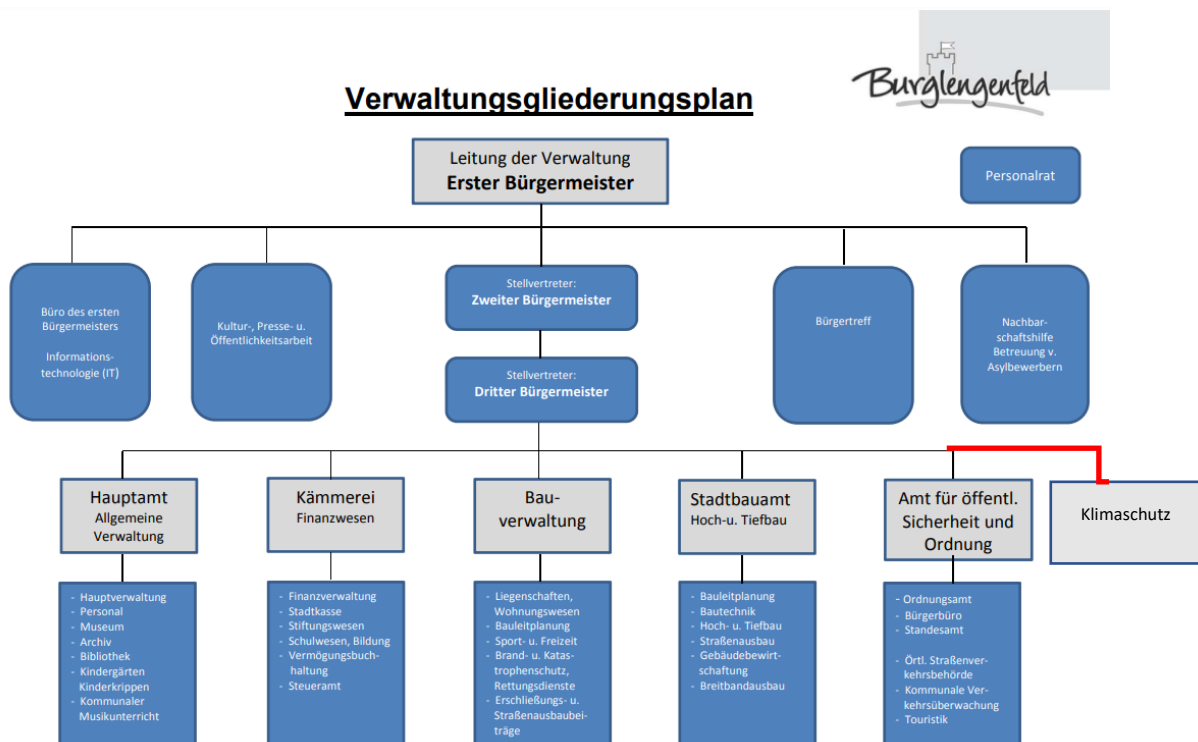 Burglengenfeld
Verwaltungsgliederungsplan
Leitung der Verwaltung
Erster Bürgermeister
Personalrat
Büro des ersten
Bürgermeisters
Informations-
technologie (IT)
Kultur-, Presse- u.
Öffentlichkeitsarbeit
Stellvertreter:
Zweiter Bürgermeister
Stellvertreter:
Dritter Bürgermeister
Bürgertreff
Nachbar-
schaftshilfe
Betreuung v.
Asylbewerbern
Hauptamt
Allgemeine
Verwaltung
Kämmerei
Finanzwesen
Bau-
verwaltung
Stadtbauamt
Hoch-u. Tiefbau
Amt für öffentl.
Sicherheit und
Ordnung
Klimaschutz
- Hauptverwaltung
- Personal
- Museum
- Archiv
- Bibliothek
- Kindergärten
Kinderkrippen
- Kommunaler
Musikunterricht
- Finanzverwaltung
- Stadtkasse
- Stiftungswesen
- Schulwesen, Bildung
- Vermögungsbuch-
haltung
- Steueramt
- Liegenschaften,
Wohnungswesen
- Bauleitplanung
- Sport- u. Freizeit
- Brand- u. Katas-
trophenschutz,
Rettungsdienste
- Erschließungs- u.
Straßenausbaubei-
träge
- Bauleitplanung
- Bautechnik
- Hoch- u. Tiefbau
- Straßenausbau
- Gebäudebewirt-
schaftung
- Breitbandausbau
- Ordnungsamt
- Bürgerbüro
- Standesamt
- Örtl. Straßenver-
kehrsbehörde
- Kommunale Ver-
kehrsüberwachung
- Touristik